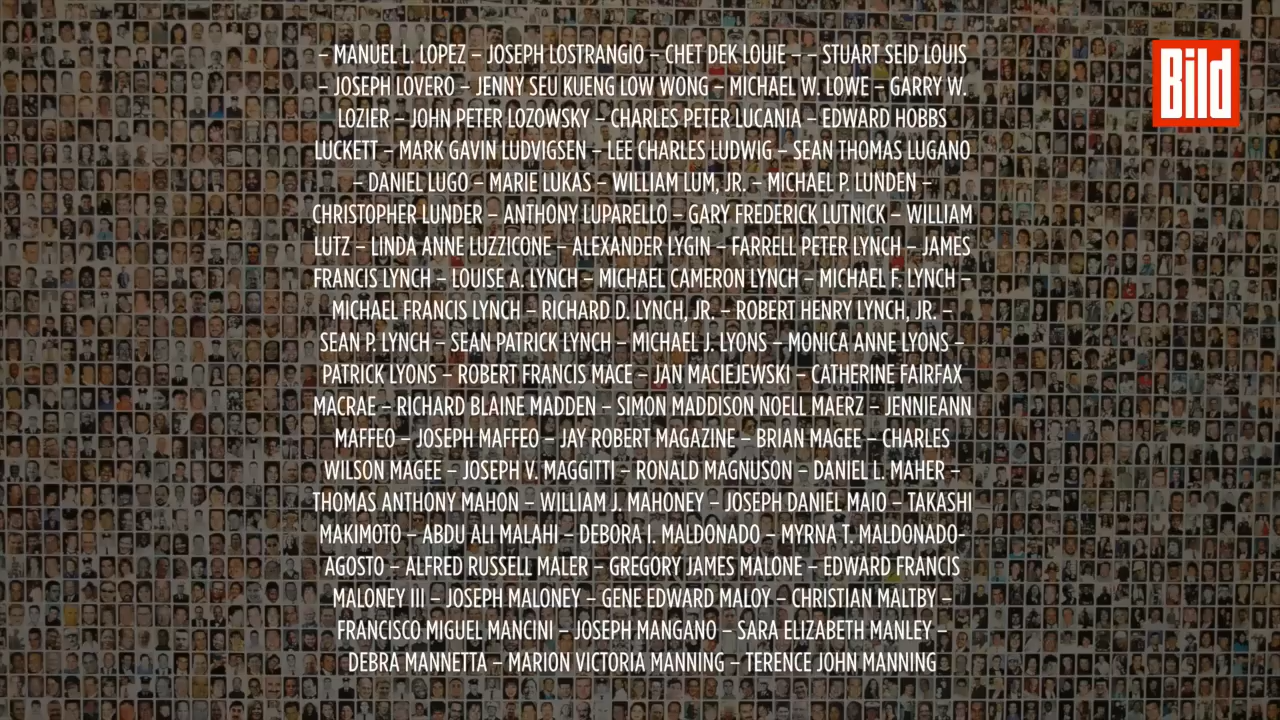 – MANUEL L. LOPEZ – JOSEPH LOSTRANGIO – CHET DEK LOUIE – – STUART SEID LOUIS
– JOSEPH LOVERO – JENNY SEU KUENG LOW WONG – MICHAEL W. LOWE – GARRY W.
LOZIER – JOHN PETER LOZOWSKY – CHARLES PETER LUCANIA – EDWARD HOBBS
LUCKETT – MARK GAVIN LUDVIGSEN – LEE CHARLES LUDWIG – SEAN THOMAS LUGANO
– DANIEL LUGO – MARIE LUKAS – WILLIAM LUM, JR. – MICHAEL P. LUNDEN –
CHRISTOPHER LUNDER – ANTHONY LUPARELLO – GARY FREDERICK LUTNICK – WILLIAM
LUTZ – LINDA ANNE LUZZICONE – ALEXANDER LYGIN – FARRELL PETER LYNCH – JAMES
FRANCIS LYNCH – LOUISE A. LYNCH – MICHAEL CAMERON LYNCH – MICHAEL F. LYNCH –
MICHAEL FRANCIS LYNCH – RICHARD D. LYNCH, JR. – ROBERT HENRY LYNCH, JR. –
SEAN P. LYNCH – SEAN PATRICK LYNCH – MICHAEL J. LYONS – MONICA ANNE LYONS –
PATRICK LYONS – ROBERT FRANCIS MACE – JAN MACIEJEWSKI – CATHERINE FAIRFAX
MACRAE – RICHARD BLAINE MADDEN – SIMON MADDISON NOELL MAERZ – JENNIEANN
MAFFEO – JOSEPH MAFFEO – JAY ROBERT MAGAZINE – BRIAN MAGEE – CHARLES
WILSON MAGEE – JOSEPH V. MAGGITTI – RONALD MAGNUSON – DANIEL L. MAHER –
THOMAS ANTHONY MAHON – WILLIAM J. MAHONEY – JOSEPH DANIEL MAIO – TAKASHI
MAKIMOTO – ABDU ALI MALAHI – DEBORA I. MALDONADO – MYRNA T. MALDONADO-
AGOSTO – ALFRED RUSSELL MALER – GREGORY JAMES MALONE – EDWARD FRANCIS
MALONEY III – JOSEPH MALONEY – GENE EDWARD MALOY – CHRISTIAN MALTBY –
FRANCISCO MIGUEL MANCINI – JOSEPH MANGANO – SARA ELIZABETH MANLEY –
DEBRA MANNETTA – MARION VICTORIA MANNING – TERENCE JOHN MANNING
Bild